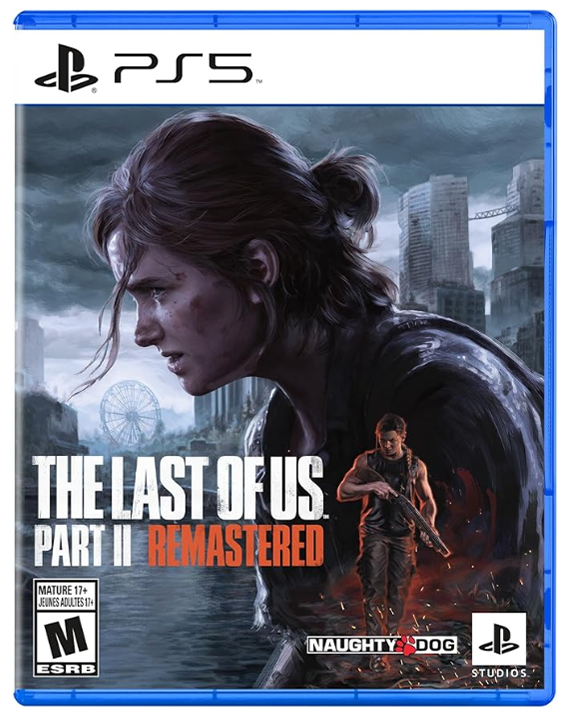 PS5
THE LAST OF US
PART II REMASTERED
MATURE 17+
JEUNES ADULTES 17+
M
ESRB
NAUGHTY DOG
STUDIOS